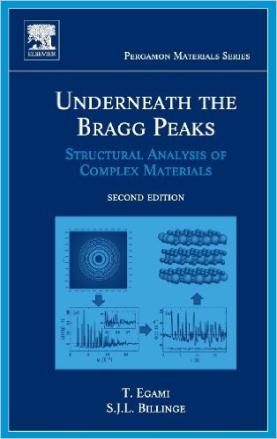 ELSEVIER
PERGAMON MATERIALS SERIES
UNDERNEATH THE
BRAGG PEAKS
STRUCTURAL ANALYSIS OF
COMPLEX MATERIALS
SECOND EDITION
T. EGAMI
S.J.L. BILLINGE